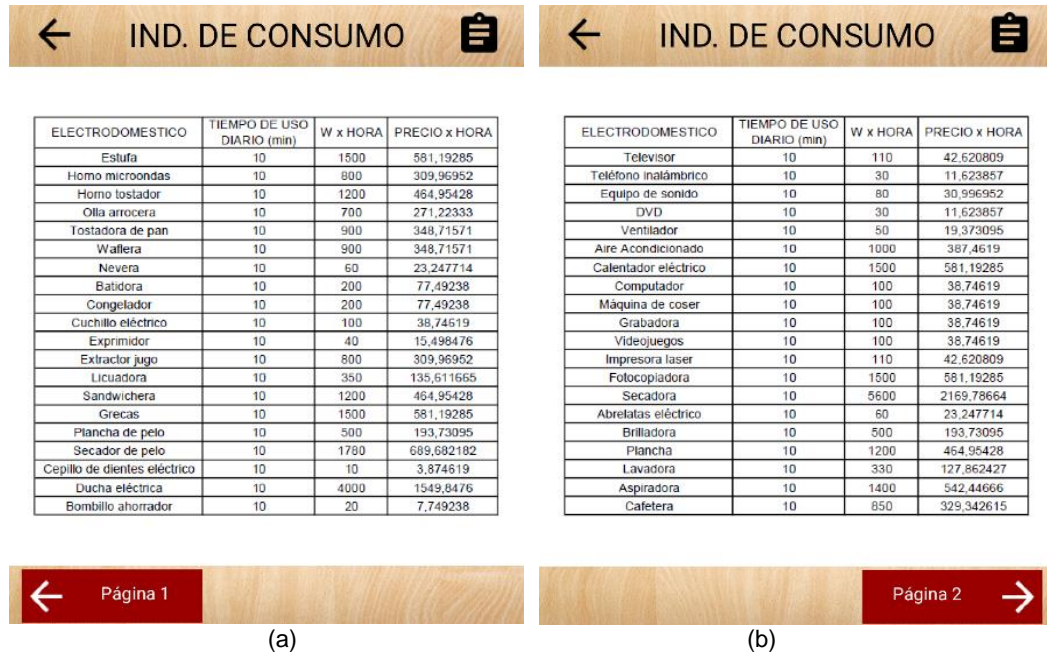 IND. DE CONSUMO
ELECTRODOMESTICO TIEMPO DE USO DIARIO (min) W x HORA PRECIO x HORA
Estufa 10 1500 581,19285
Horno microondas 10 800 309,96952
Horno tostador 10 1200 464,95428
Olla arrocera 10 700 271,22333
Tostadora de pan 10 900 348,71571
Waflera 10 900 348,71571
Nevera 10 60 23,247714
Batidora 10 200 77,49238
Congelador 10 200 77,49238
Cuchillo eléctrico 10 100 38,74619
Exprimidor 10 40 15,498476
Extractor jugo 10 800 309,96952
Licuadora 10 350 135,611665
Sandwichera 10 1200 464,95428
Grecas 10 1500 581,19285
Plancha de pelo 10 500 193,73095
Secador de pelo 10 1780 689,682182
Cepillo de dientes eléctrico 10 10 3,874619
Ducha eléctrica 10 4000 1549,8476
Bombillo ahorrador 10 20 7,749238
Página 1
(a)
IND. DE CONSUMO
ELECTRODOMESTICO TIEMPO DE USO DIARIO (min) W x HORA PRECIO x HORA
Televisor 10 110 42,620809
Teléfono inalámbrico 10 30 11,623857
Equipo de sonido 10 80 30,996952
DVD 10 30 11,623857
Ventilador 10 50 19,373095
Aire Acondicionado 10 1000 387,4619
Calentador eléctrico 10 1500 581,19285
Computador 10 100 38,74619
Máquina de coser 10 100 38,74619
Grabadora 10 100 38,74619
Videojuegos 10 100 38,74619
Impresora laser 10 110 42,620809
Fotocopiadora 10 1500 581,19285
Secadora 10 5600 2169,78664
Abrelatas eléctrico 10 60 23,247714
Brilladora 10 500 193,73095
Plancha 10 1200 464,95428
Lavadora 10 330 127,862427
Aspiradora 10 1400 542,44666
Cafetera 10 850 329,342615
Página 2
(b)